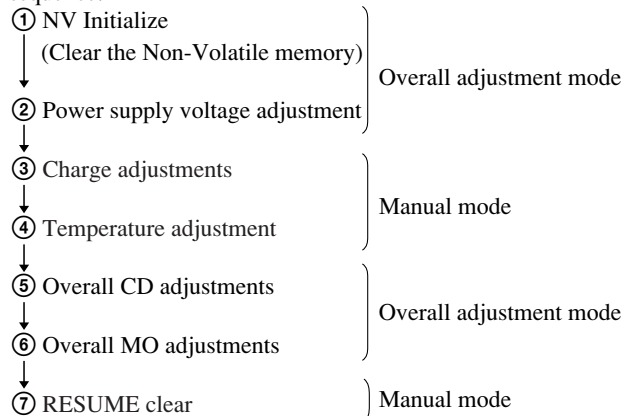 ① NV Initialize
(Clear the Non-Volatile memory)
Overall adjustment mode
② Power supply voltage adjustment
③ Charge adjustments
Manual mode
④ Temperature adjustment
⑤ Overall CD adjustments
Overall adjustment mode
⑥ Overall MO adjustments
⑦ RESUME clear
Manual mode